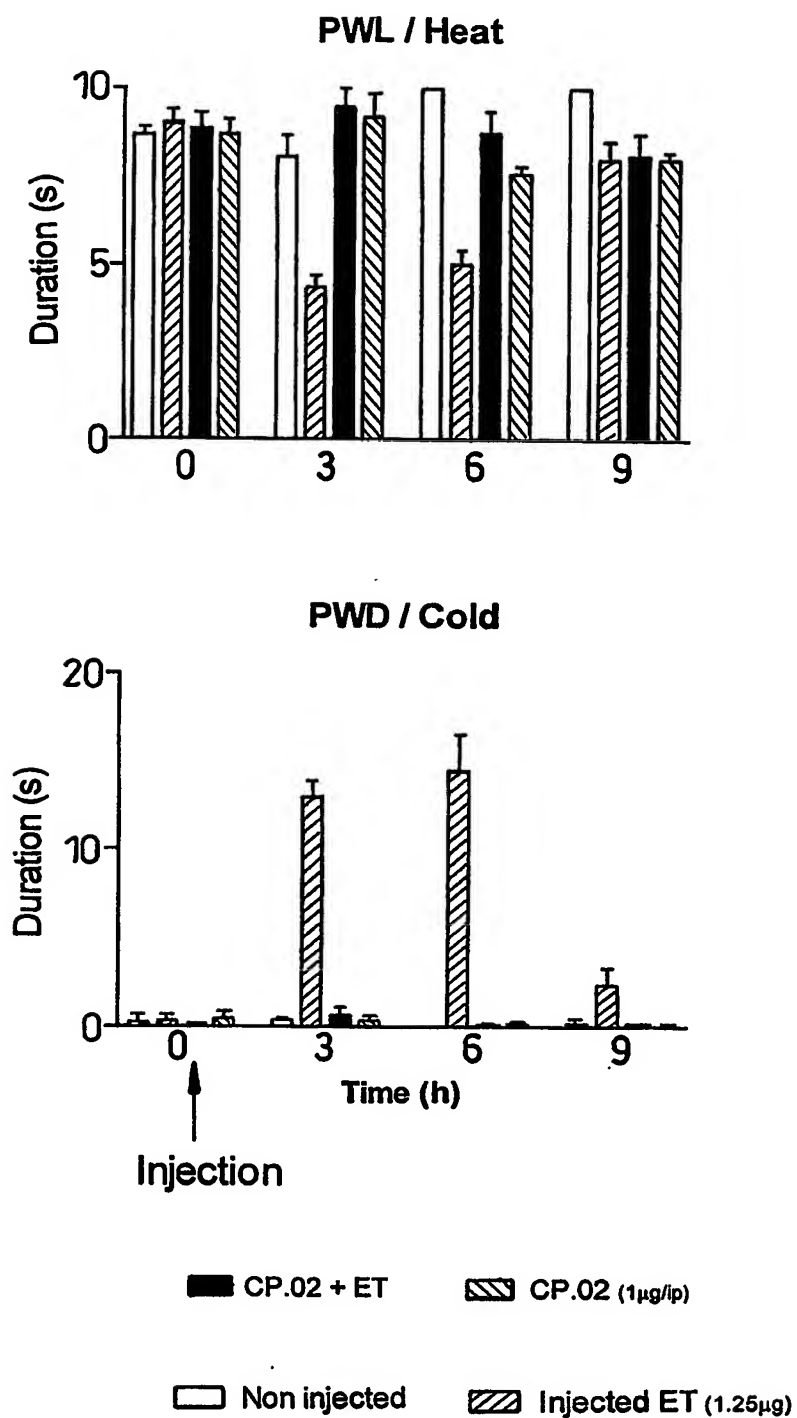 PWL / Heat
10
5
0
Duration (s)
0 3 6 9
PWD / Cold
20
10
0
Duration (s)
0 3 6 9
Time (h)
Injection
CP.02 + ET CP.02 (1µg/ip)
Non injected Injected ET (1.25µg)